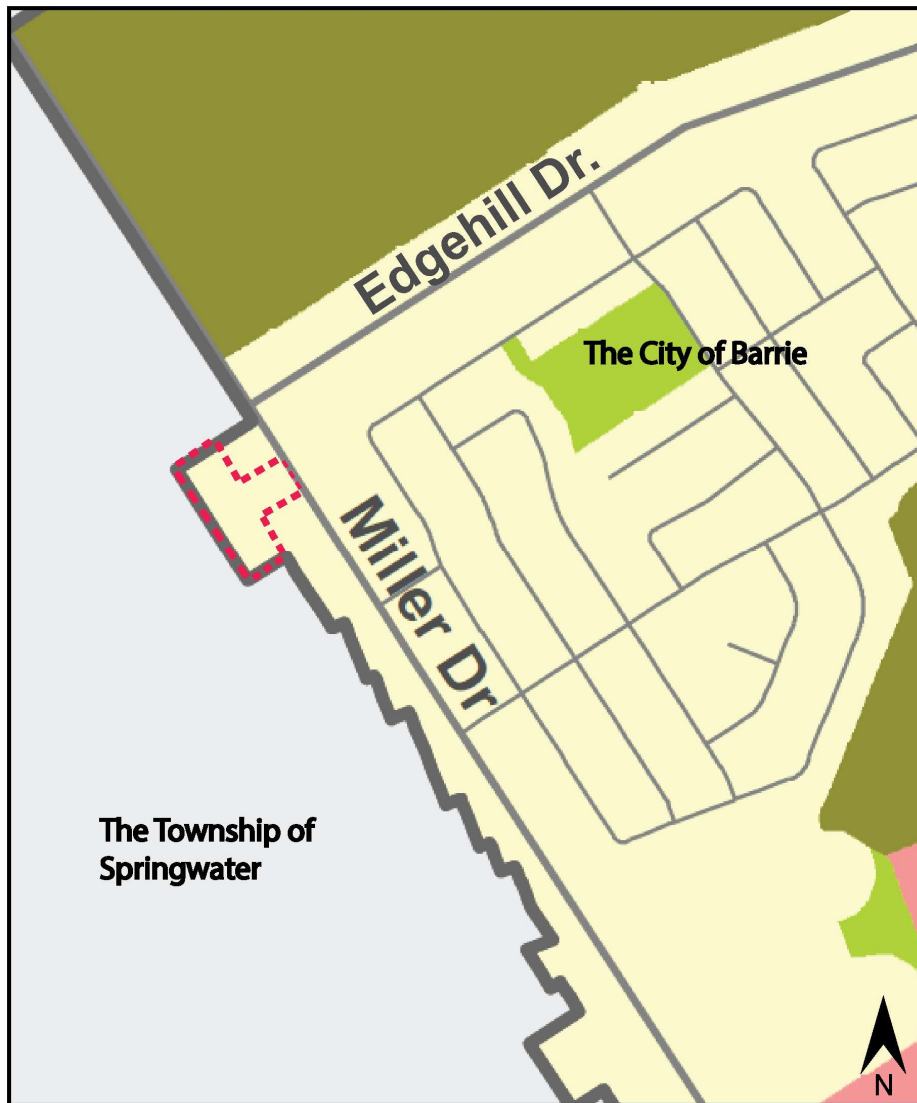 Edgehill Dr.
The City of Barrie
Miller Dr
The Township of
Springwater
N